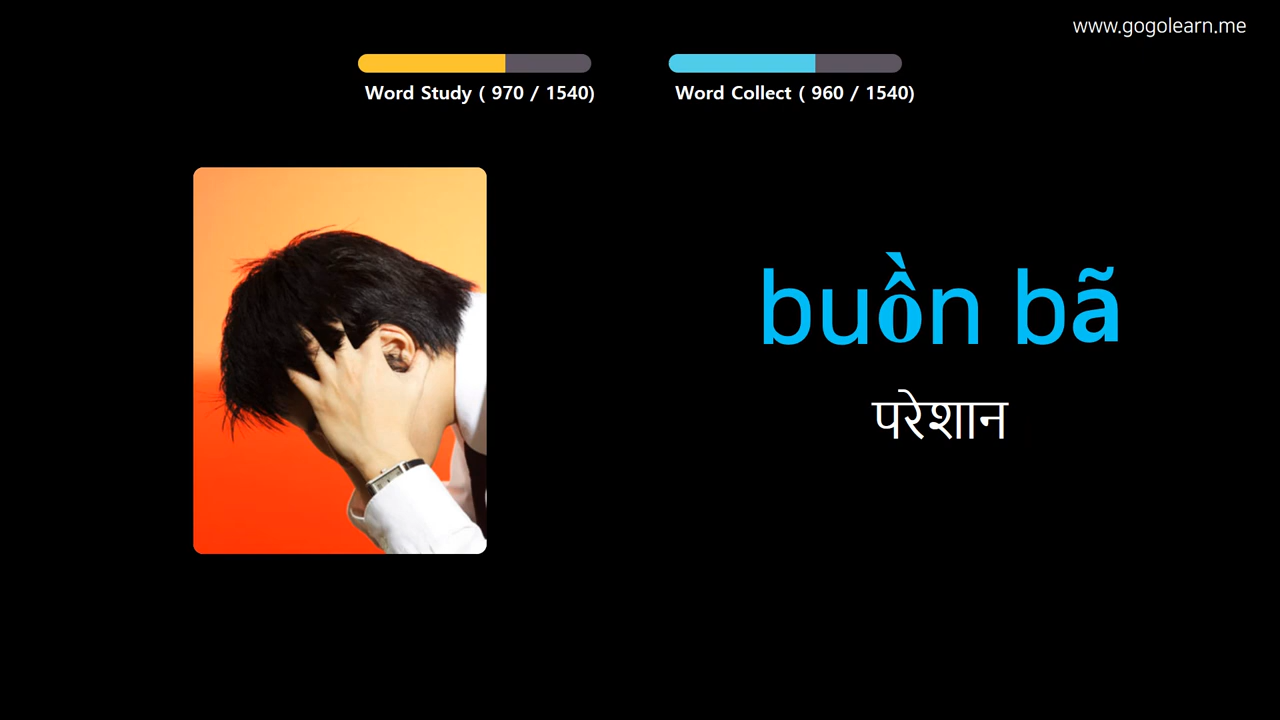 www.gogolearn.me
Word Study ( 970 / 1540)
Word Collect ( 960 / 1540)
buồn bã
परेशान